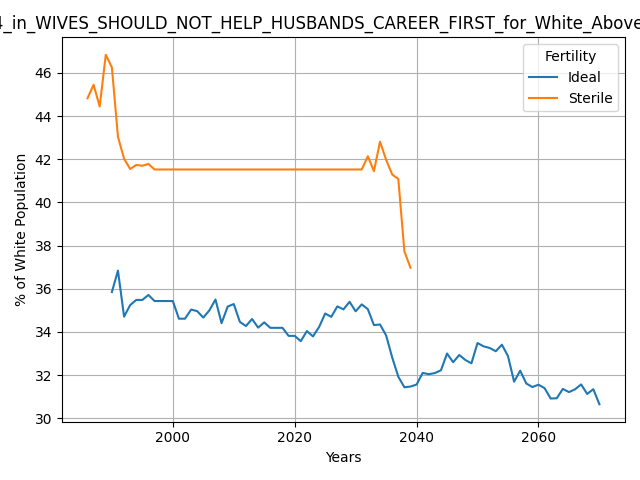 _in_WIVES_SHOULD_NOT_HELP_HUSBANDS_CAREER_FIRST_for_White_Above
Fertility
Ideal
Sterile
% of White Population
46
44
42
40
38
36
34
32
30
2000
2020
2040
2060
Years